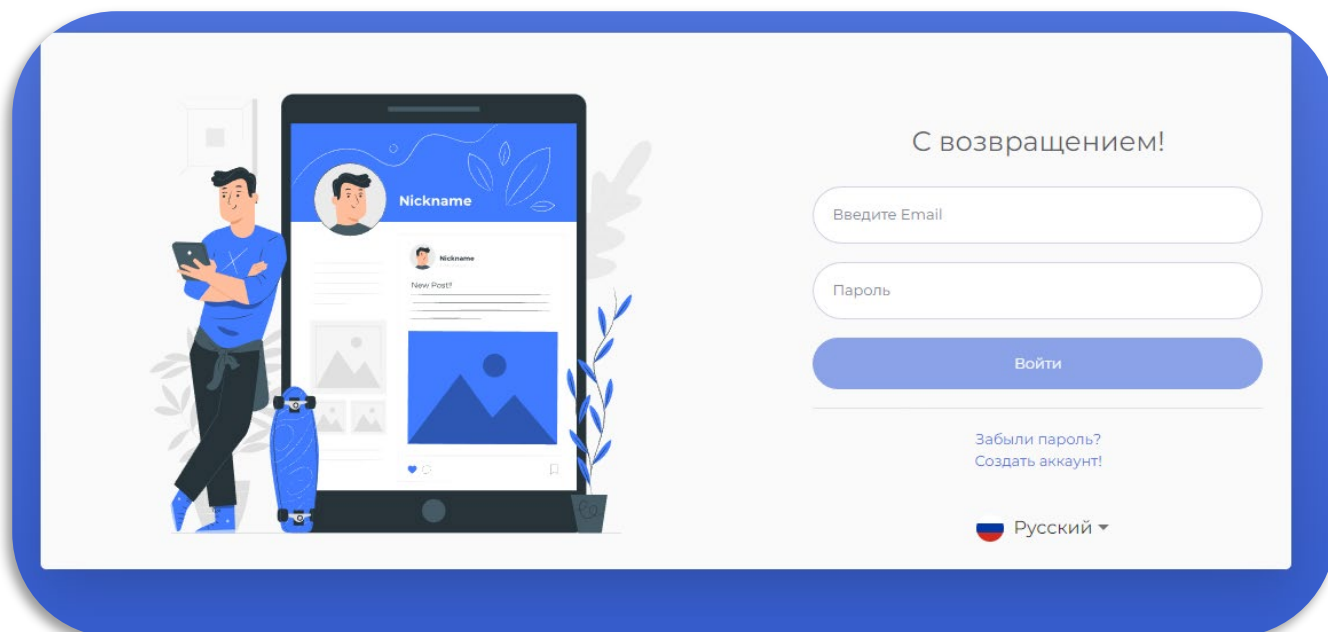 Nickname
Nickname
New Post!!
С возвращением!
Введите Email
Пароль
Войти
Забыли пароль?
Создать аккаунт!
Русский